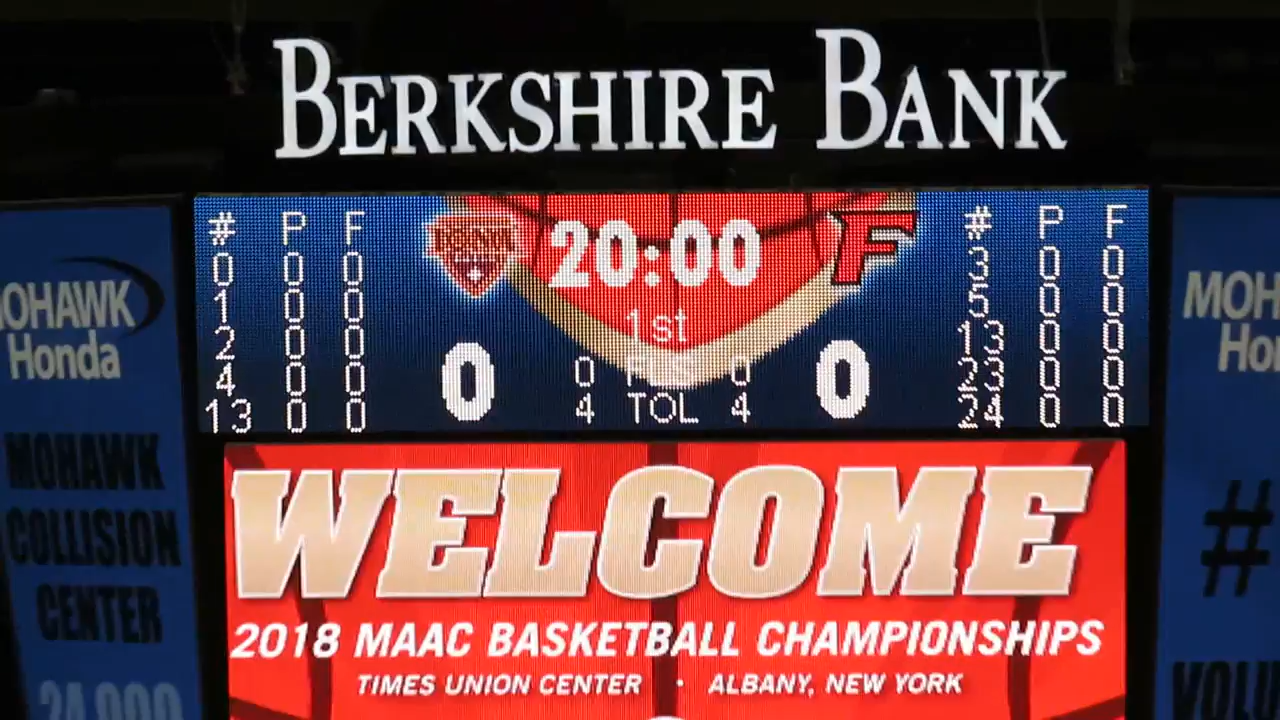 BERKSHIRE BANK
# P F 20:00 F # P F
0 0 0 3 0 0
1 0 0 1st 5 0 0
2 0 0 13 0 0
4 0 0 0 0 0 0 23 0 0
13 0 0 4 TOL 4 24 0 0
MOHAWK
Honda
MOHAWK
COLLISION
CENTER
WELCOME
2018 MAAC BASKETBALL CHAMPIONSHIPS
TIMES UNION CENTER · ALBANY, NEW YORK
#